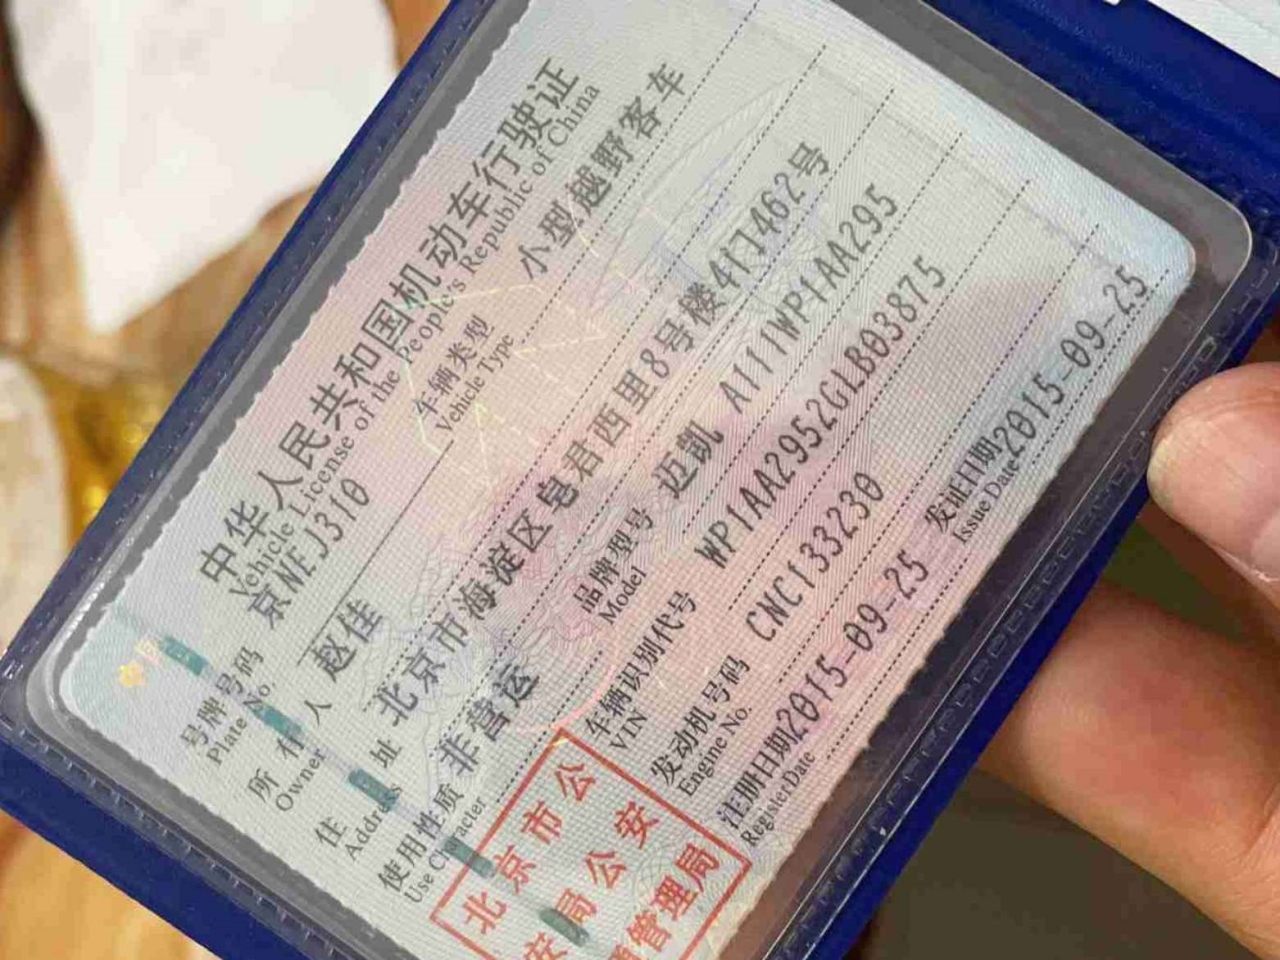 中华人民共和国机动车行驶证
Vehicle License of the People's Republic of China
号牌号码 京NEJ310 车辆类型 小型越野客车
Plate No. Vehicle Type
所有人 赵佳
Owner
住址 北京市海淀区皂君西里8号楼4门462号
Address
使用性质 非营运 品牌型号 迈凯 A111WP1AA295
Use Character Model
车辆识别代号 WP1AA2952GLB03875
VIN
发动机号码 CNC133230
Engine No.
注册日期 2015-09-25 发证日期 2015-09-25
Register Date Issue Date
北京市公
安局公安
管理局